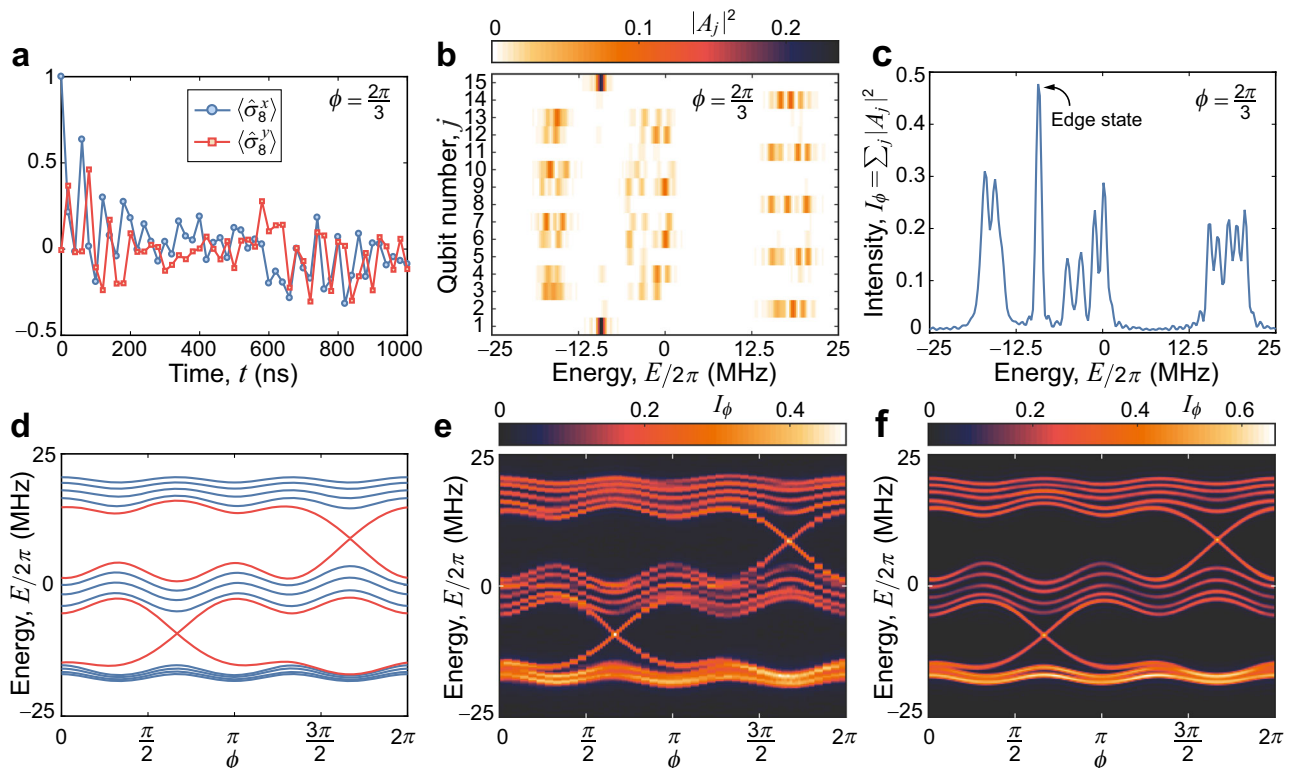 a
1
0.5
0
−0.5
0
200
400
600
800
1000
Time, t (ns)
⟨σ̂₈ˣ⟩
⟨σ̂₈ʸ⟩
ϕ = 2π/3
b
0
0.1
|A_j|²
0.2
ϕ = 2π/3
Qubit number, j
15
14
13
12
11
10
9
8
7
6
5
4
3
2
1
−25
−12.5
0
12.5
25
Energy, E/2π (MHz)
c
Intensity, I_ϕ = ∑_j |A_j|²
0.5
0.4
0.3
0.2
0.1
0
ϕ = 2π/3
Edge state
−25
−12.5
0
12.5
25
Energy, E/2π (MHz)
d
Energy, E/2π (MHz)
25
0
−25
0
π/2
π
3π/2
2π
ϕ
e
0
0.2
I_ϕ
0.4
Energy, E/2π (MHz)
25
0
−25
0
π/2
π
3π/2
2π
ϕ
f
0
0.2
0.4
I_ϕ
0.6
Energy, E/2π (MHz)
25
0
−25
0
π/2
π
3π/2
2π
ϕ